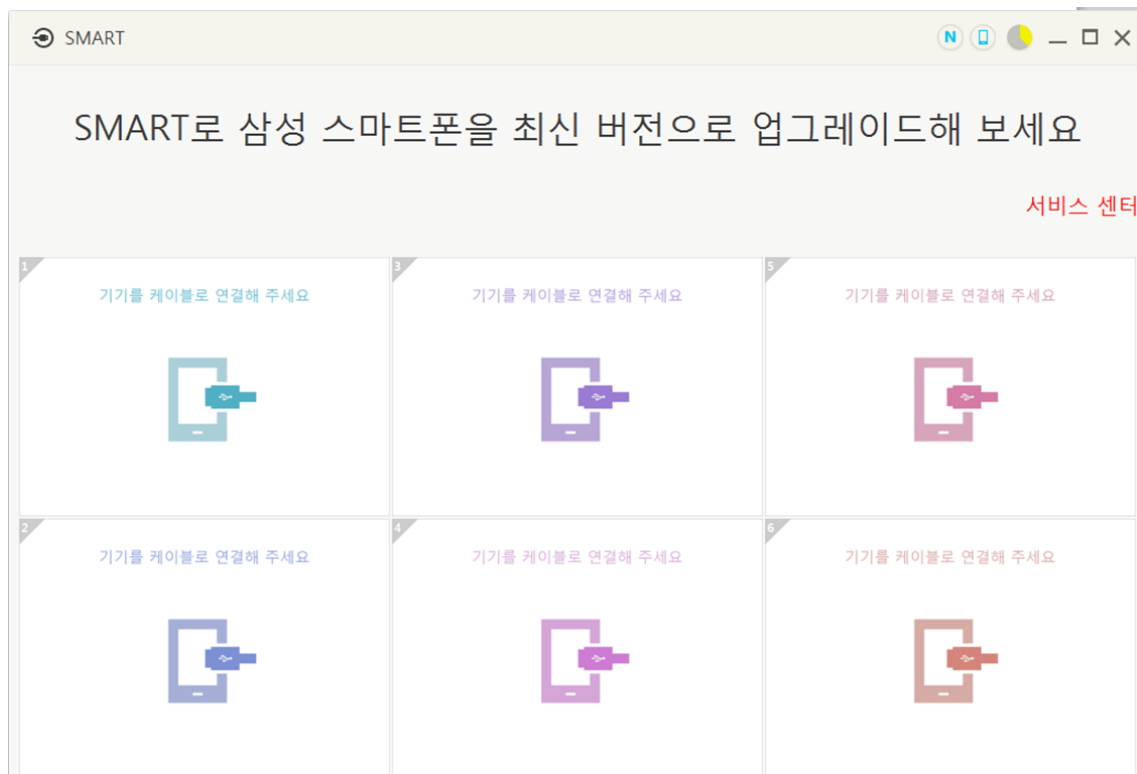 SMART
N
SMART로 삼성 스마트폰을 최신 버전으로 업그레이드해 보세요
서비스 센터
1
기기를 케이블로 연결해 주세요
3
기기를 케이블로 연결해 주세요
5
기기를 케이블로 연결해 주세요
2
기기를 케이블로 연결해 주세요
4
기기를 케이블로 연결해 주세요
6
기기를 케이블로 연결해 주세요